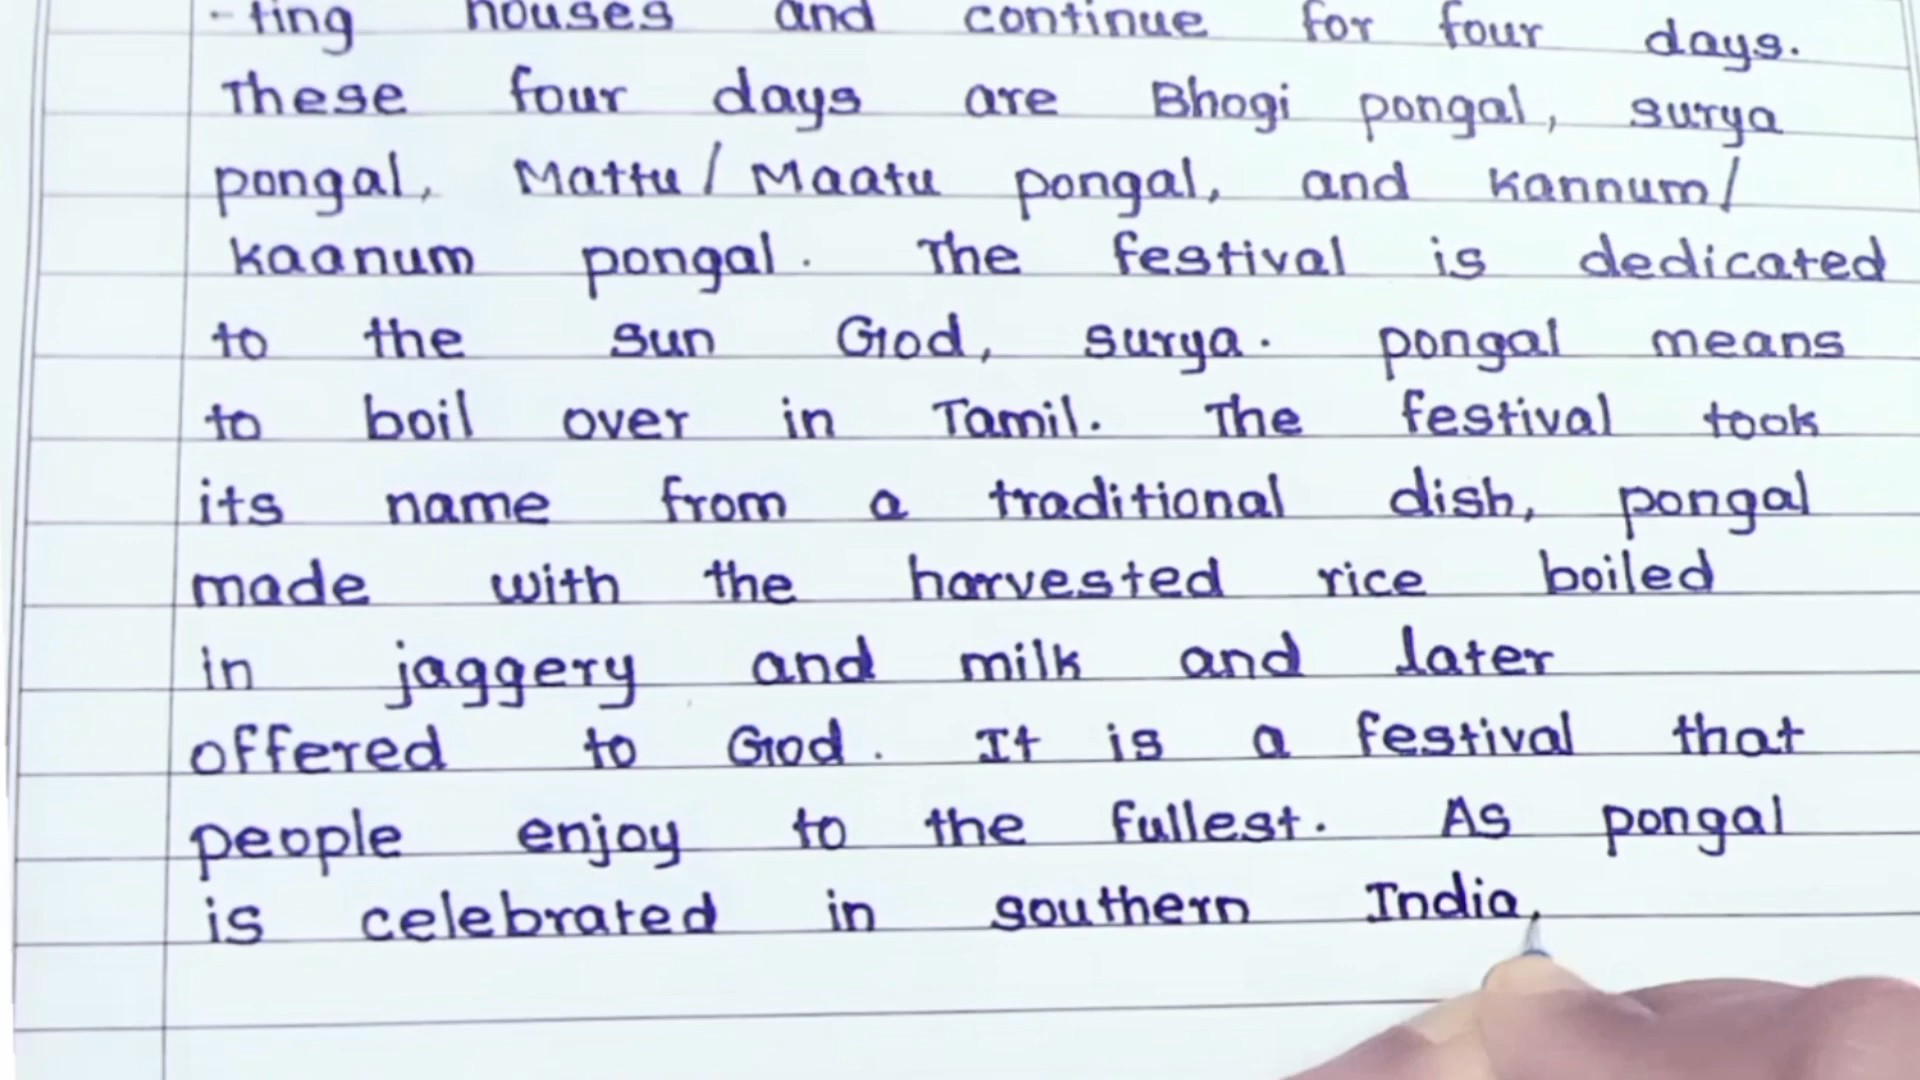 -ting houses and continue for four days.
These four days are Bhogi pongal, surya
pongal, Mattu/Maatu pongal, and kannum/
kaanum pongal. The festival is dedicated
to the sun God, surya. pongal means
to boil over in Tamil. The festival took
its name from a traditional dish, pongal
made with the harvested rice boiled
in jaggery and milk and later
offered to God. It is a festival that
people enjoy to the fullest. As pongal
is celebrated in southern India,